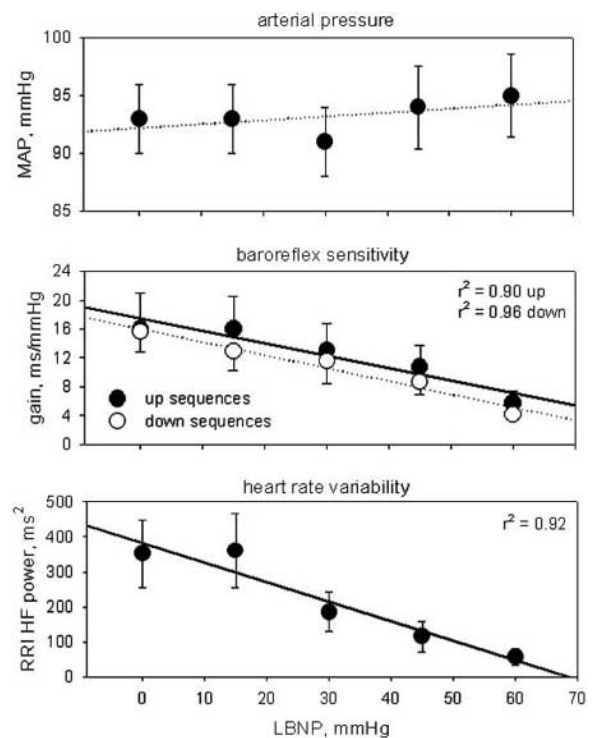 arterial pressure
100
95
90
85
MAP, mmHg
baroreflex sensitivity
24
20
16
12
8
4
0
gain, ms/mmHg
r² = 0.90 up
r² = 0.96 down
up sequences
down sequences
heart rate variability
500
400
300
200
100
0
RRI HF power, ms²
r² = 0.92
0 10 20 30 40 50 60 70
LBNP, mmHg